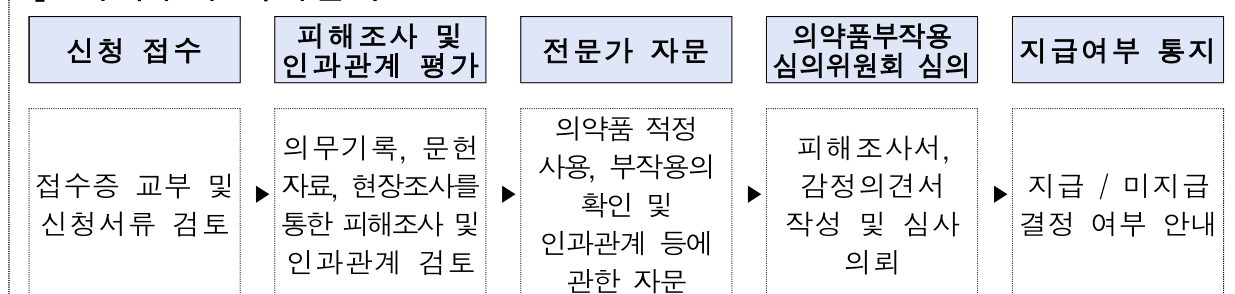 신청 접수
피해조사 및
인과관계 평가
전문가 자문
의약품부작용
심의위원회 심의
지급여부 통지
접수증 교부 및
신청서류 검토
▶
의무기록, 문헌
자료, 현장조사를
통한 피해조사 및
인과관계 검토
▶
의약품 적정
사용, 부작용의
확인 및
인과관계 등에
관한 자문
▶
피해조사서,
감정의견서
작성 및 심사
의뢰
▶
지급 / 미지급
결정 여부 안내